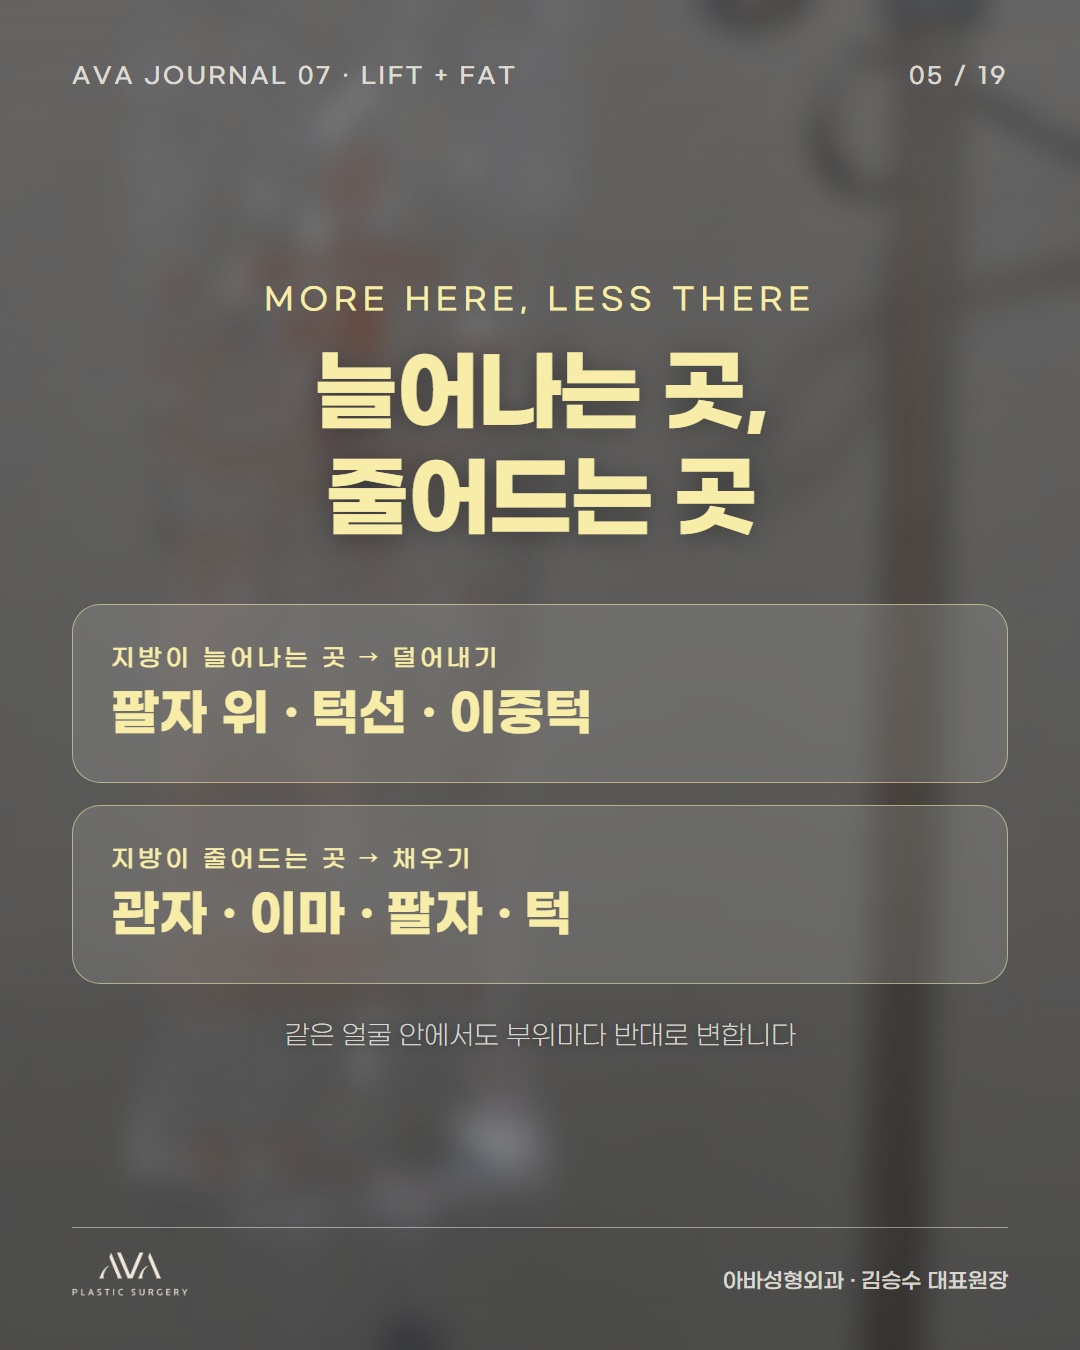 AVA JOURNAL 07 · LIFT + FAT
05 / 19
MORE HERE, LESS THERE
늘어나는 곳,
줄어드는 곳
지방이 늘어나는 곳 → 덜어내기
팔자 위 · 턱선 · 이중턱
지방이 줄어드는 곳 → 채우기
관자 · 이마 · 팔자 · 턱
같은 얼굴 안에서도 부위마다 반대로 변합니다
AVA
PLASTIC SURGERY
아바성형외과 · 김승수 대표원장